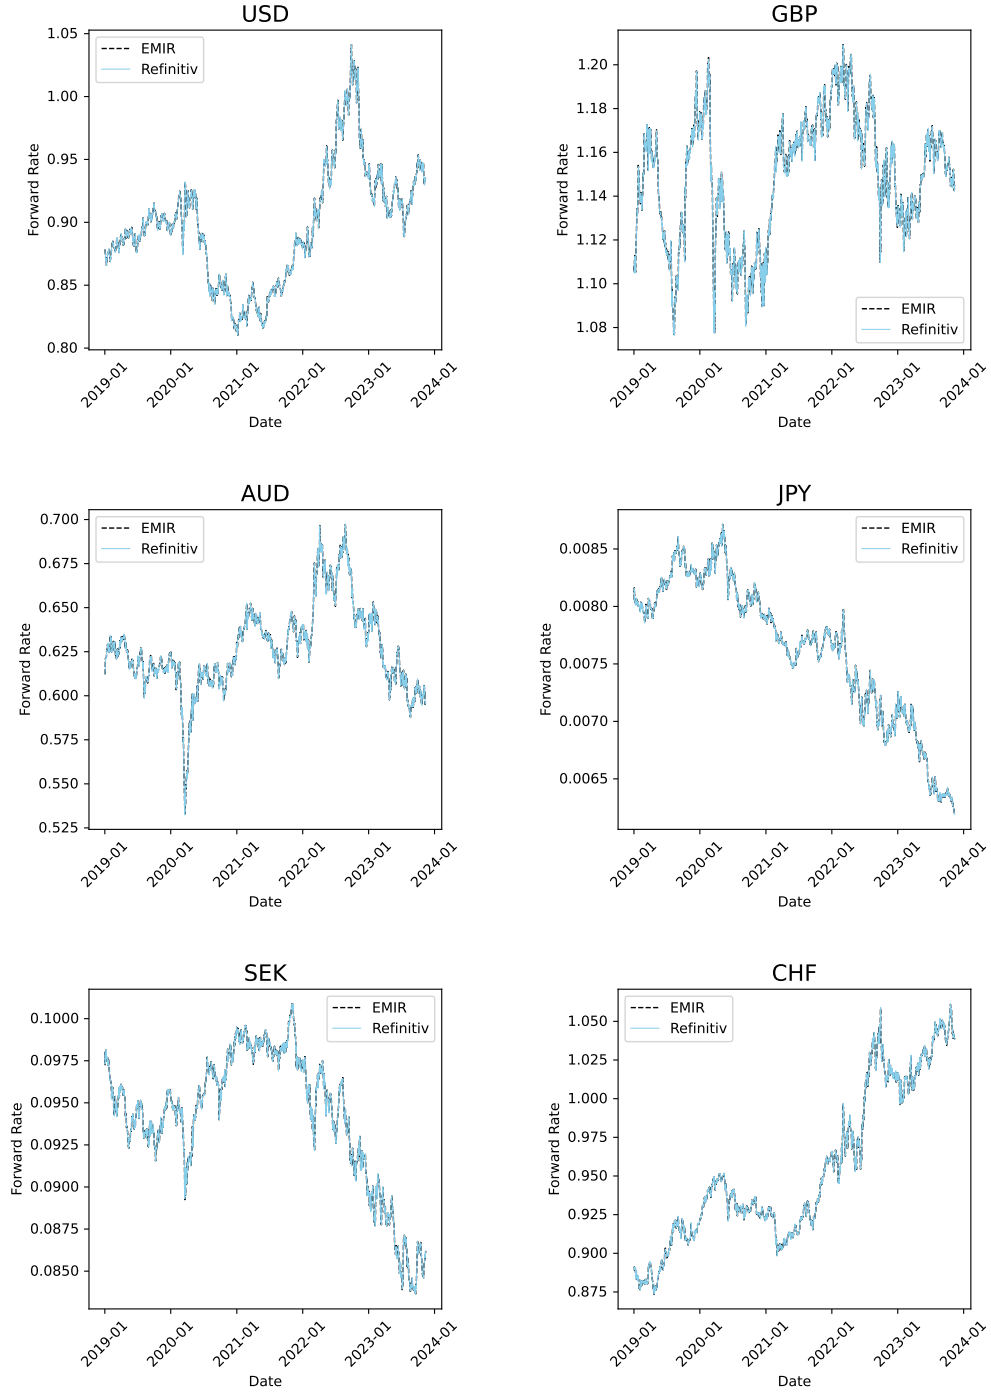 USD
Forward Rate
1.05
1.00
0.95
0.90
0.85
0.80
EMIR
Refinitiv
2019-01
2020-01
2021-01
2022-01
2023-01
2024-01
Date
GBP
Forward Rate
1.20
1.18
1.16
1.14
1.12
1.10
1.08
EMIR
Refinitiv
2019-01
2020-01
2021-01
2022-01
2023-01
2024-01
Date
AUD
Forward Rate
0.700
0.675
0.650
0.625
0.600
0.575
0.550
0.525
EMIR
Refinitiv
2019-01
2020-01
2021-01
2022-01
2023-01
2024-01
Date
JPY
Forward Rate
0.0085
0.0080
0.0075
0.0070
0.0065
EMIR
Refinitiv
2019-01
2020-01
2021-01
2022-01
2023-01
2024-01
Date
SEK
Forward Rate
0.1000
0.0975
0.0950
0.0925
0.0900
0.0875
0.0850
EMIR
Refinitiv
2019-01
2020-01
2021-01
2022-01
2023-01
2024-01
Date
CHF
Forward Rate
1.050
1.025
1.000
0.975
0.950
0.925
0.900
0.875
EMIR
Refinitiv
2019-01
2020-01
2021-01
2022-01
2023-01
2024-01
Date